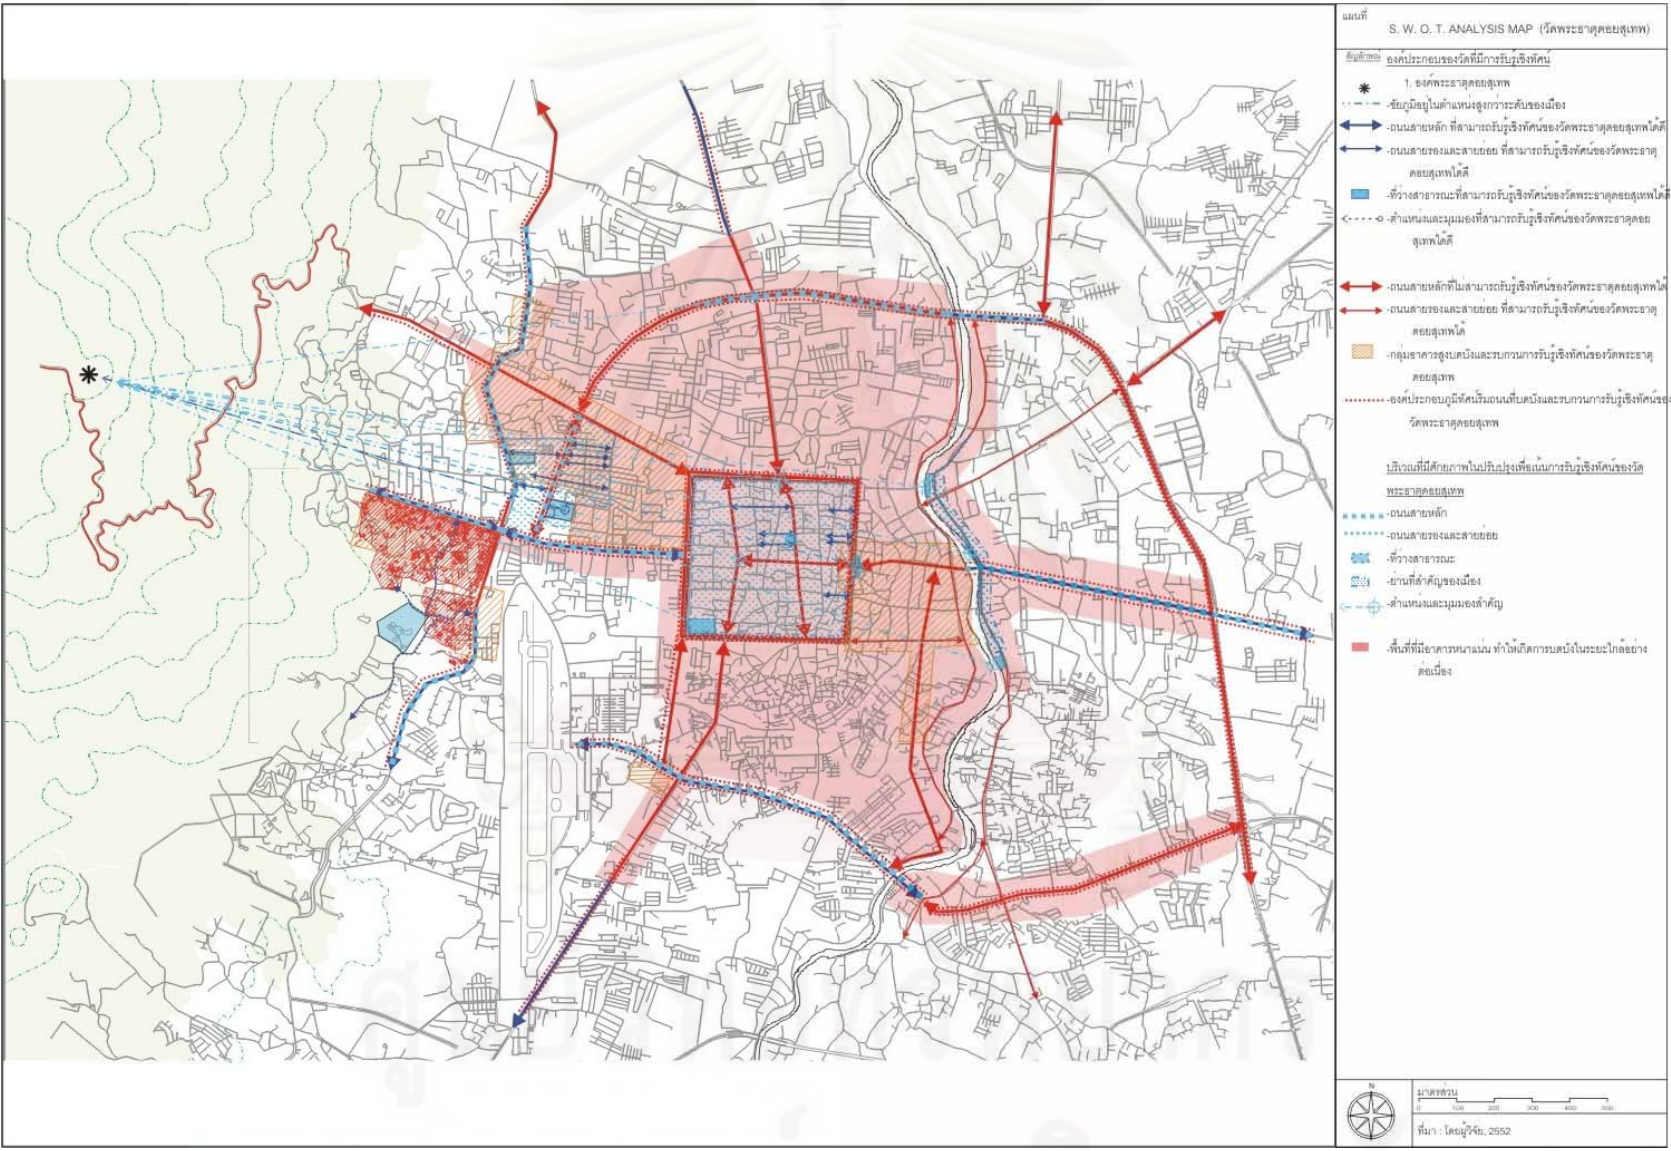 แผนที่
S. W. O. T. ANALYSIS MAP (วัดพระธาตุดอยสุเทพ)
สัญลักษณ์ องค์ประกอบของวัดที่มีการรับรู้เชิงทัศน์
1. องค์พระธาตุดอยสุเทพ
-ชัยภูมิอยู่ในตำแหน่งสูงกว่าระดับของเมือง
-ถนนสายหลัก ที่สามารถรับรู้เชิงทัศน์ของวัดพระธาตุดอยสุเทพได้ดี
-ถนนสายรองและสายย่อย ที่สามารถรับรู้เชิงทัศน์ของวัดพระธาตุ
ดอยสุเทพได้ดี
-ที่ว่างสาธารณะที่สามารถรับรู้เชิงทัศน์ของวัดพระธาตุดอยสุเทพได้ดี
-ตำแหน่งและมุมมองที่สามารถรับรู้เชิงทัศน์ของวัดพระธาตุดอย
สุเทพได้ดี
-ถนนสายหลักที่ไม่สามารถรับรู้เชิงทัศน์ของวัดพระธาตุดอยสุเทพได้
-ถนนสายรองและสายย่อย ที่สามารถรับรู้เชิงทัศน์ของวัดพระธาตุ
ดอยสุเทพได้
-กลุ่มอาคารสูงบดบังและรบกวนการรับรู้เชิงทัศน์ของวัดพระธาตุ
ดอยสุเทพ
-องค์ประกอบภูมิทัศน์ริมถนนที่บดบังและรบกวนการรับรู้เชิงทัศน์ของ
วัดพระธาตุดอยสุเทพ
บริเวณที่มีศักยภาพในปรับปรุงเพื่อเน้นการรับรู้เชิงทัศน์ของวัด
พระธาตุดอยสุเทพ
-ถนนสายหลัก
-ถนนสายรองและสายย่อย
-ที่ว่างสาธารณะ
-ย่านที่สำคัญของเมือง
-ตำแหน่งและมุมมองสำคัญ
-พื้นที่ที่มีอาคารหนาแน่น ทำให้เกิดการบดบังในระยะใกล้อย่าง
ต่อเนื่อง
N
มาตรส่วน
0 100 200 300 400 500
ที่มา : โดยผู้วิจัย, 2552